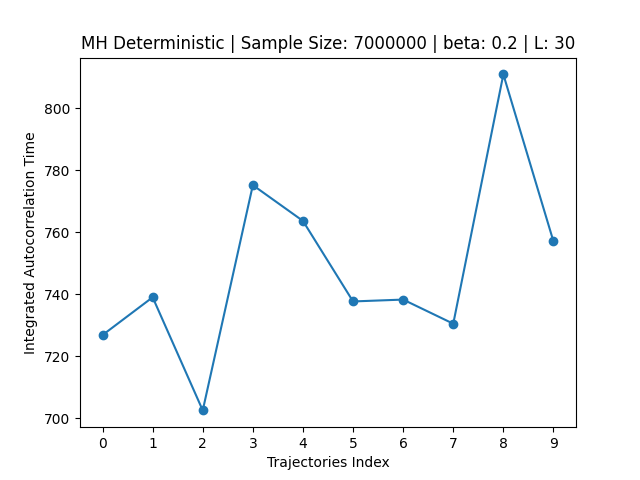 MH Deterministic | Sample Size: 7000000 | beta: 0.2 | L: 30
Integrated Autocorrelation Time
800
780
760
740
720
700
0 1 2 3 4 5 6 7 8 9
Trajectories Index